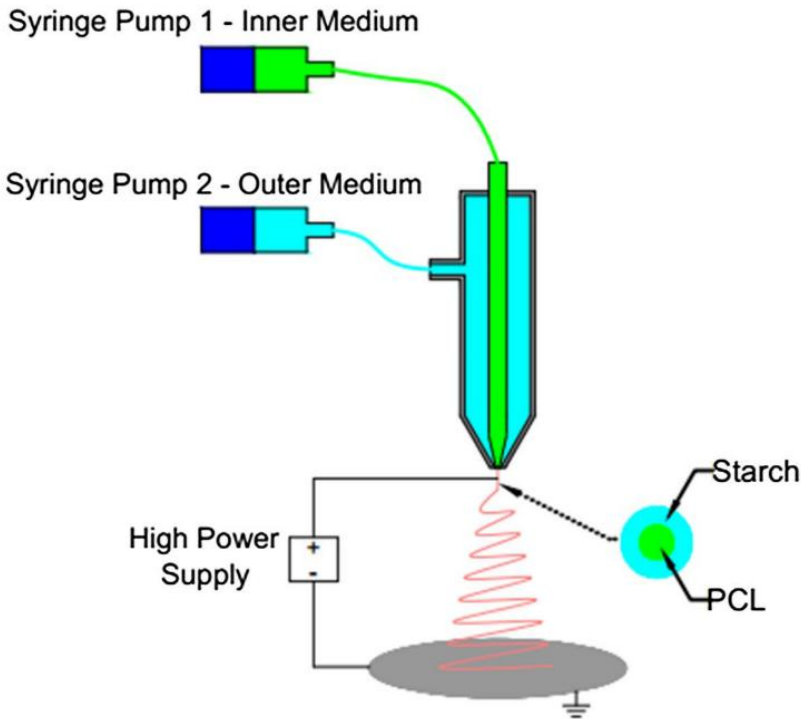 Syringe Pump 1 - Inner Medium
Syringe Pump 2 - Outer Medium
Starch
High Power
Supply
+
-
PCL